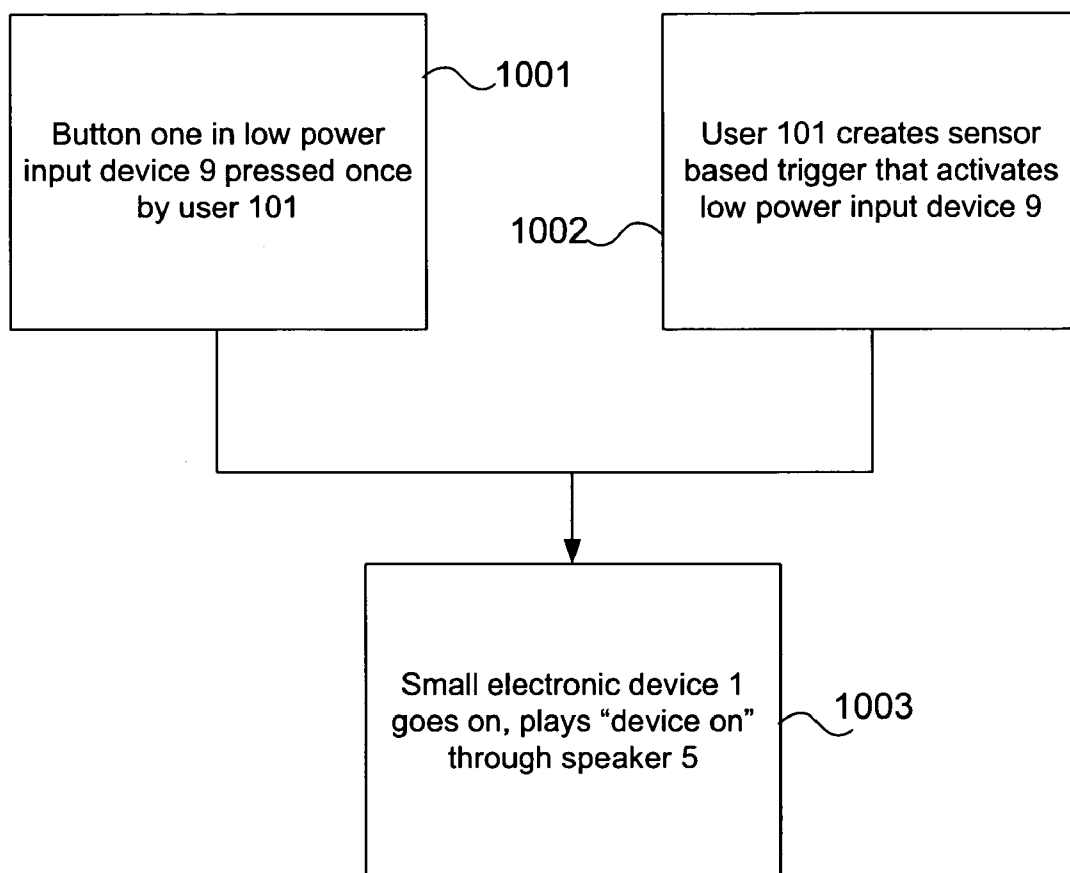 Button one in low power
input device 9 pressed once
by user 101
1001
User 101 creates sensor
based trigger that activates
low power input device 9
1002
Small electronic device 1
goes on, plays “device on”
through speaker 5
1003